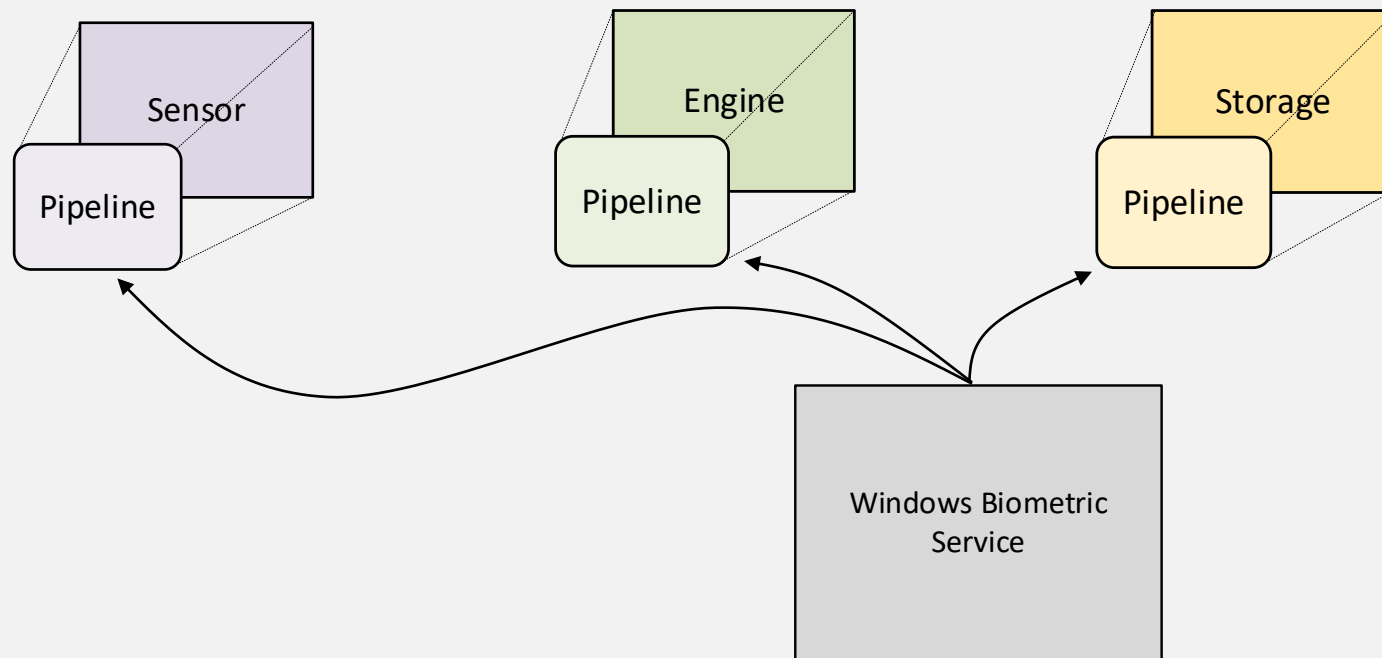 Sensor
Engine
Storage
Pipeline
Pipeline
Pipeline
Windows Biometric
Service